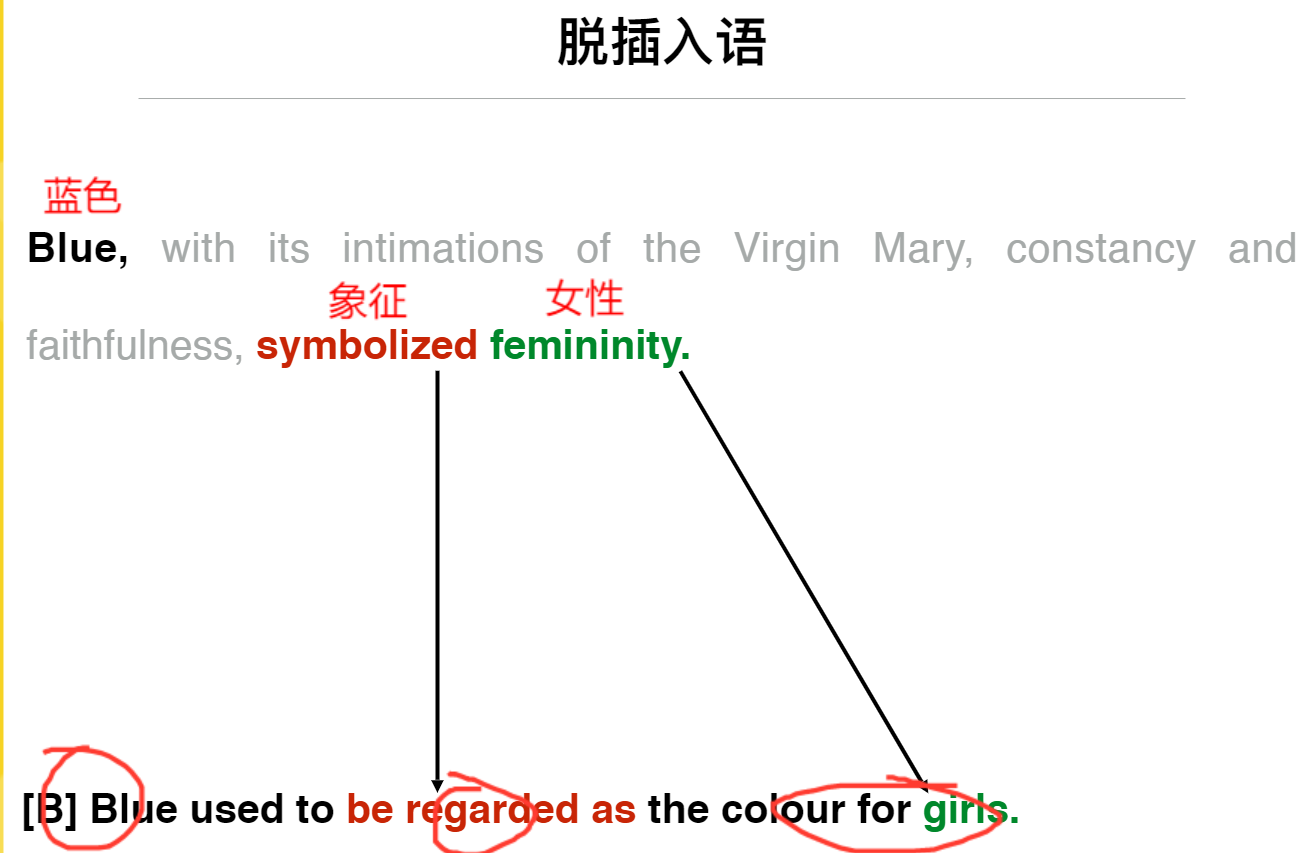 脱插入语
蓝色
Blue, with its intimations of the Virgin Mary, constancy and
象征 女性
faithfulness, symbolized femininity.
[B] Blue used to be regarded as the colour for girls.